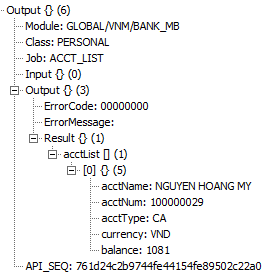 Output {} (6)
Module: GLOBAL/VNM/BANK_MB
Class: PERSONAL
Job: ACCT_LIST
Input {} (0)
Output {} (3)
ErrorCode: 00000000
ErrorMessage:
Result {} (1)
acctList [] (1)
[0] {} (5)
acctName: NGUYEN HOANG MY
acctNum: 100000029
acctType: CA
currency: VND
balance: 1081
API_SEQ: 761d24c2b9744fe44154fe89502c22a0